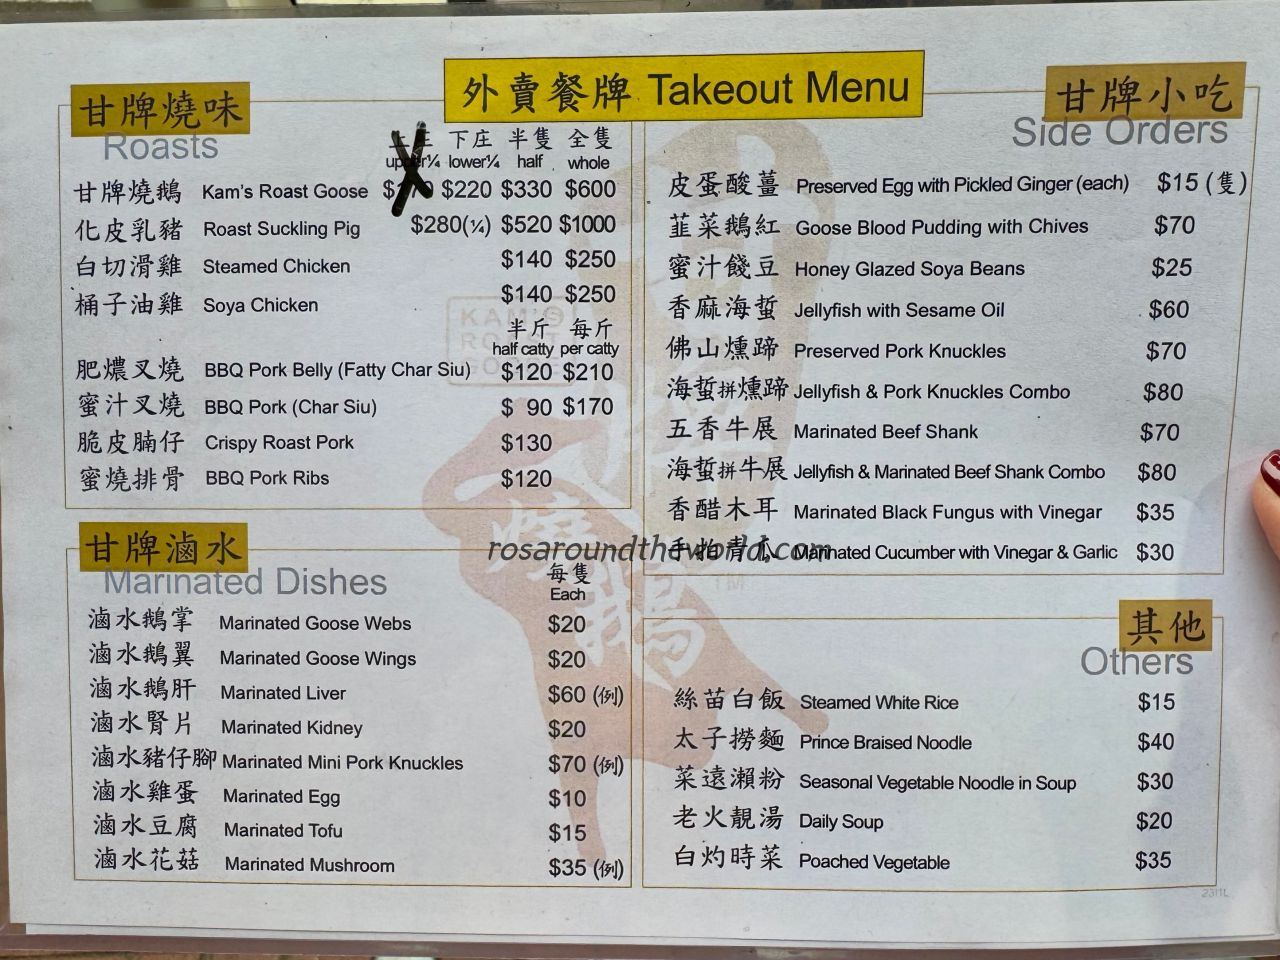 外賣餐牌 Takeout Menu
甘牌燒味
Roasts
下庄 半隻 全隻
lower¼ half whole
甘牌燒鵝 Kam's Roast Goose $220 $330 $600
化皮乳豬 Roast Suckling Pig $280(¼) $520 $1000
白切滑雞 Steamed Chicken $140 $250
桶子油雞 Soya Chicken $140 $250
半斤 每斤
half catty per catty
肥燶叉燒 BBQ Pork Belly (Fatty Char Siu) $120 $210
蜜汁叉燒 BBQ Pork (Char Siu) $ 90 $170
脆皮腩仔 Crispy Roast Pork $130
蜜燒排骨 BBQ Pork Ribs $120
甘牌滷水
Marinated Dishes
每隻
Each
滷水鵝掌 Marinated Goose Webs $20
滷水鵝翼 Marinated Goose Wings $20
滷水鵝肝 Marinated Liver $60 (例)
滷水腎片 Marinated Kidney $20
滷水豬仔腳 Marinated Mini Pork Knuckles $70 (例)
滷水雞蛋 Marinated Egg $10
滷水豆腐 Marinated Tofu $15
滷水花菇 Marinated Mushroom $35 (例)
甘牌小吃
Side Orders
皮蛋酸薑 Preserved Egg with Pickled Ginger (each) $15 (隻)
韮菜鵝紅 Goose Blood Pudding with Chives $70
蜜汁餞豆 Honey Glazed Soya Beans $25
香麻海蜇 Jellyfish with Sesame Oil $60
佛山燻蹄 Preserved Pork Knuckles $70
海蜇拼燻蹄 Jellyfish & Pork Knuckles Combo $80
五香牛展 Marinated Beef Shank $70
海蜇拼牛展 Jellyfish & Marinated Beef Shank Combo $80
香醋木耳 Marinated Black Fungus with Vinegar $35
手拍青瓜 Marinated Cucumber with Vinegar & Garlic $30
rosaroundtheworld.com
其他
Others
絲苗白飯 Steamed White Rice $15
太子撈麵 Prince Braised Noodle $40
菜遠瀨粉 Seasonal Vegetable Noodle in Soup $30
老火靚湯 Daily Soup $20
白灼時菜 Poached Vegetable $35
KAM'S
ROAST
GOOSE
燒鵝
TM